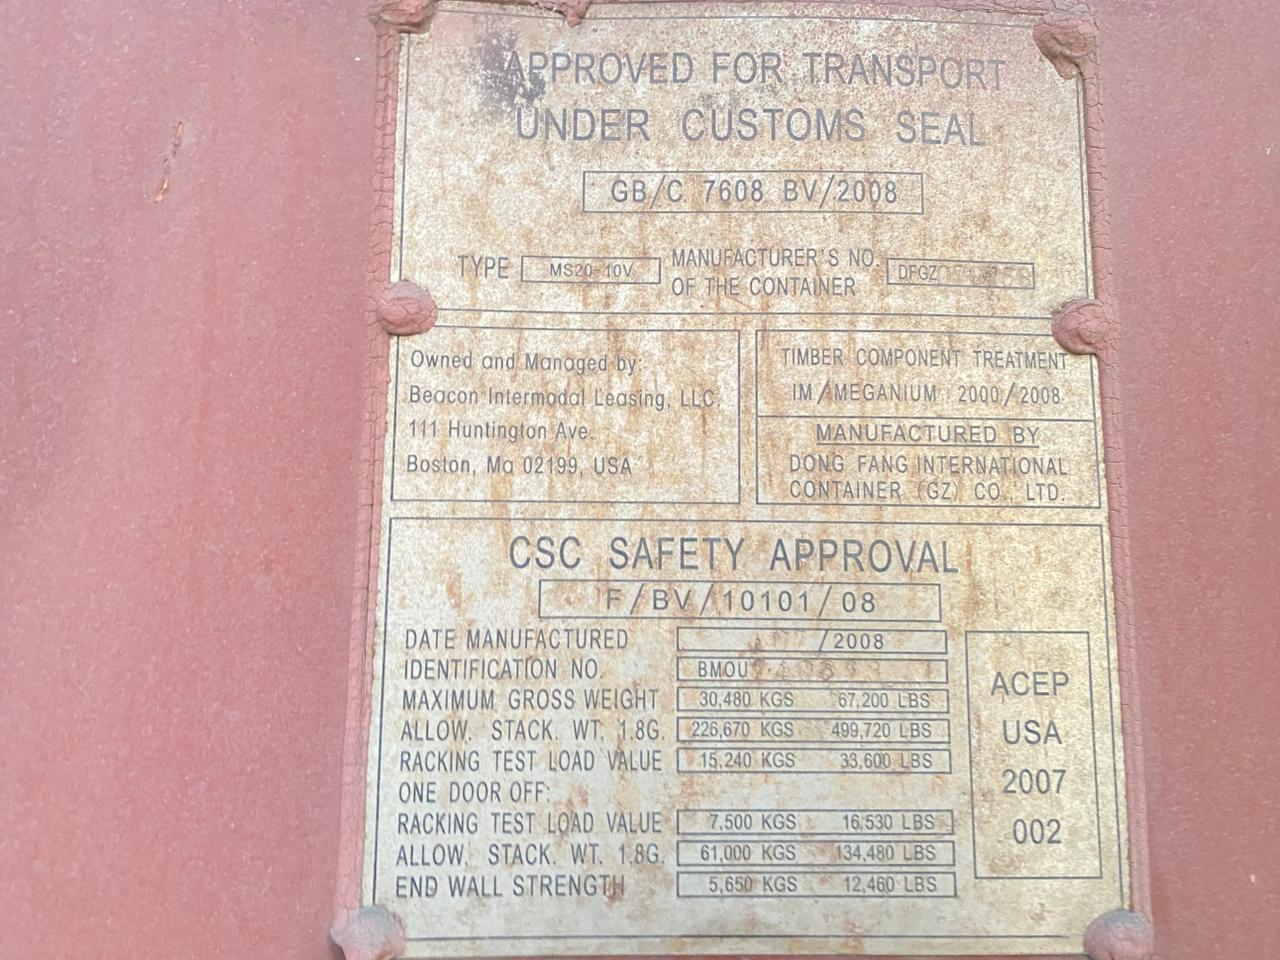 APPROVED FOR TRANSPORT
UNDER CUSTOMS SEAL
GB/C 7608 BV/2008
TYPE MS20-10V MANUFACTURER'S NO. OF THE CONTAINER DFGZ
Owned and Managed by:
Beacon Intermodal Leasing, LLC.
111 Huntington Ave.
Boston, Ma 02199, USA
TIMBER COMPONENT TREATMENT
IM/MEGANIUM 2000/2008
MANUFACTURED BY
DONG FANG INTERNATIONAL
CONTAINER (GZ) CO., LTD.
CSC SAFETY APPROVAL
F/BV/10101/08
DATE MANUFACTURED /2008
IDENTIFICATION NO. BMOU
MAXIMUM GROSS WEIGHT 30,480 KGS 67,200 LBS
ALLOW. STACK. WT. 1.8G. 226,670 KGS 499,720 LBS
RACKING TEST LOAD VALUE 15,240 KGS 33,600 LBS
ONE DOOR OFF:
RACKING TEST LOAD VALUE 7,500 KGS 16,530 LBS
ALLOW. STACK. WT. 1.8G. 61,000 KGS 134,480 LBS
END WALL STRENGTH 5,650 KGS 12,460 LBS
ACEP
USA
2007
002